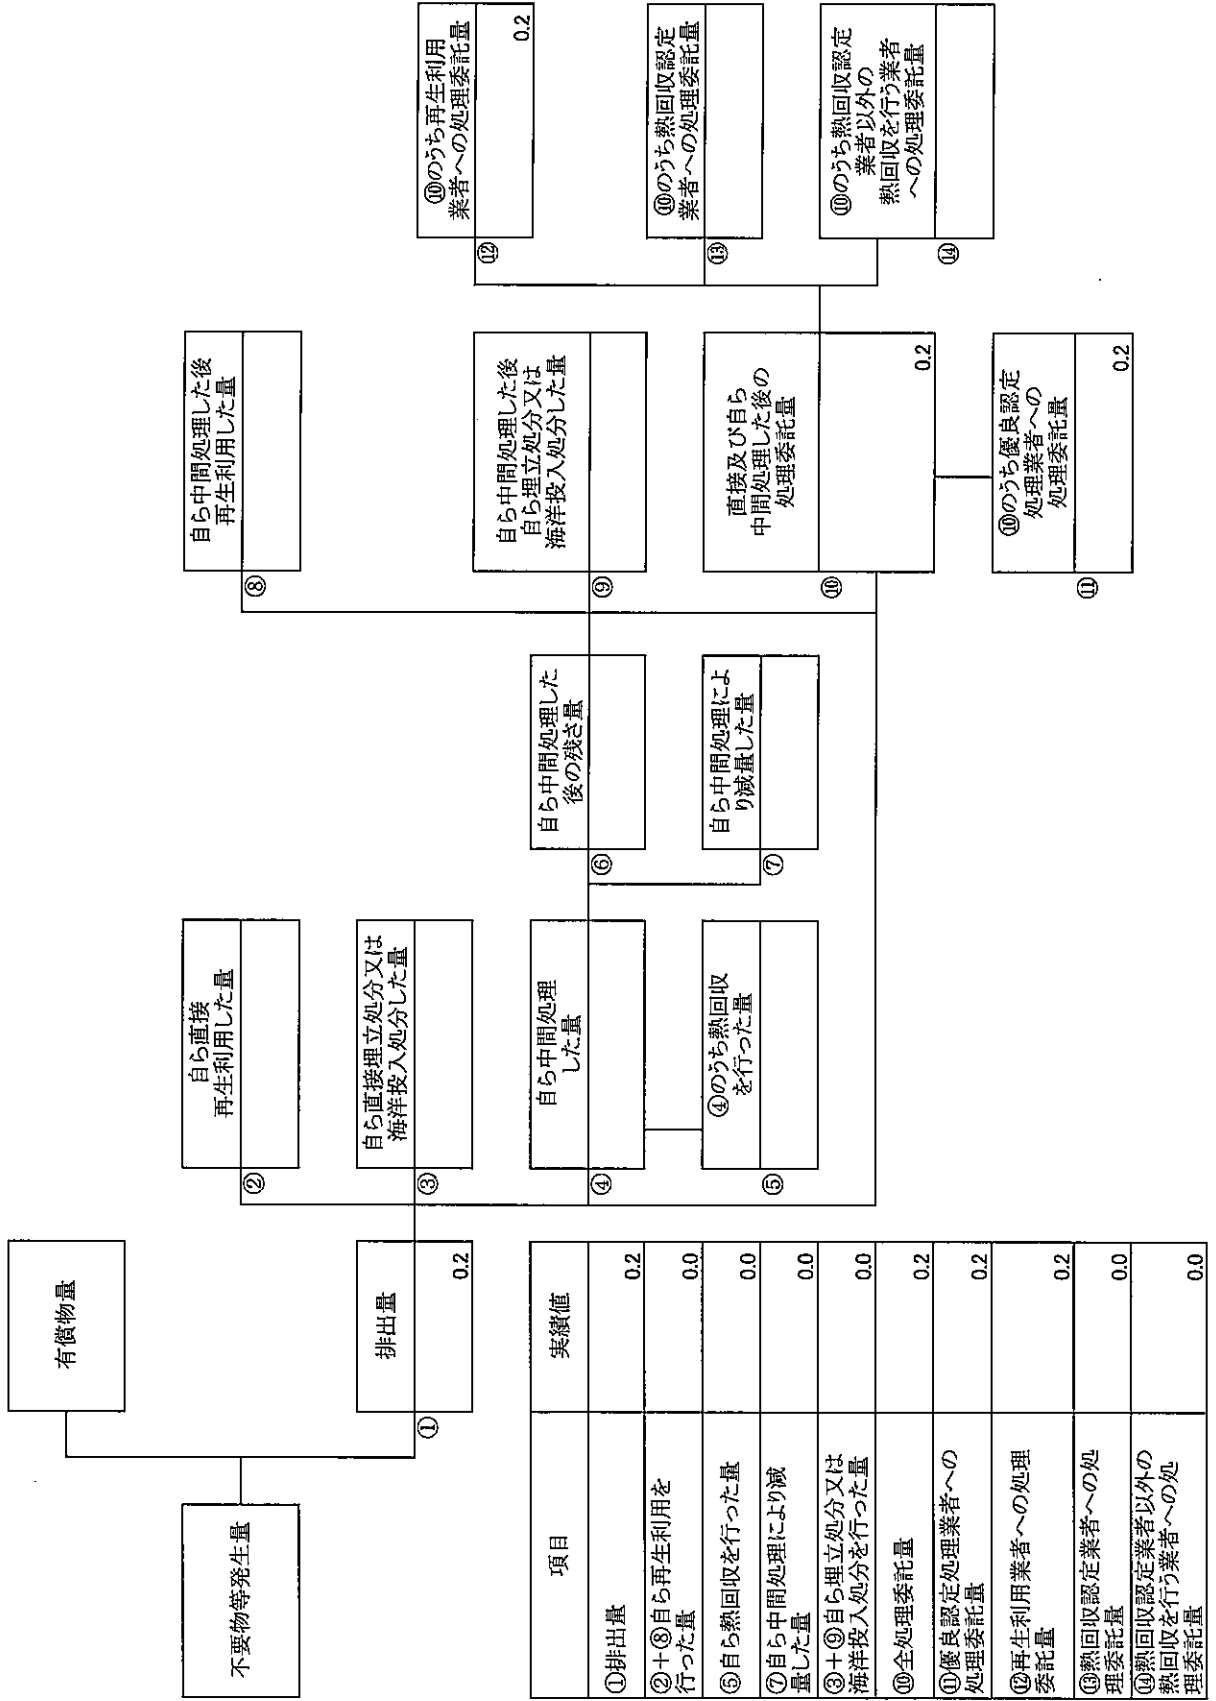 不要物等発生量
有償物量
①
排出量
0.2
②
自ら直接
再生利用した量
③
自ら直接埋立処分又は
海洋投入処分した量
④
自ら中間処理
した量
⑤
④のうち熱回収
を行った量
⑥
自ら中間処理した
後の残さ量
⑦
自ら中間処理によ
り減量した量
⑧
自ら中間処理した後
再生利用した量
⑨
自ら中間処理した後
自ら埋立処分又は
海洋投入処分した量
⑩
直接及び自ら
中間処理した後の
処理委託量
0.2
⑪
⑩のうち優良認定
処理業者への
処理委託量
0.2
⑫
⑩のうち再生利用
業者への処理委託量
0.2
⑬
⑩のうち熱回収認定
業者への処理委託量
⑭
⑩のうち熱回収認定
業者以外の
熱回収を行う業者
への処理委託量
項目 実績値
①排出量 0.2
②+⑧自ら再生利用を
行った量 0.0
⑤自ら熱回収を行った量 0.0
⑦自ら中間処理により減
量した量 0.0
③+⑨自ら埋立処分又は
海洋投入処分を行った量 0.0
⑩全処理委託量 0.2
⑪優良認定処理業者への
処理委託量 0.2
⑫再生利用業者への処理
委託量 0.2
⑬熱回収認定業者への処
理委託量 0.0
⑭熱回収認定業者以外の
熱回収を行う業者への処
理委託量 0.0